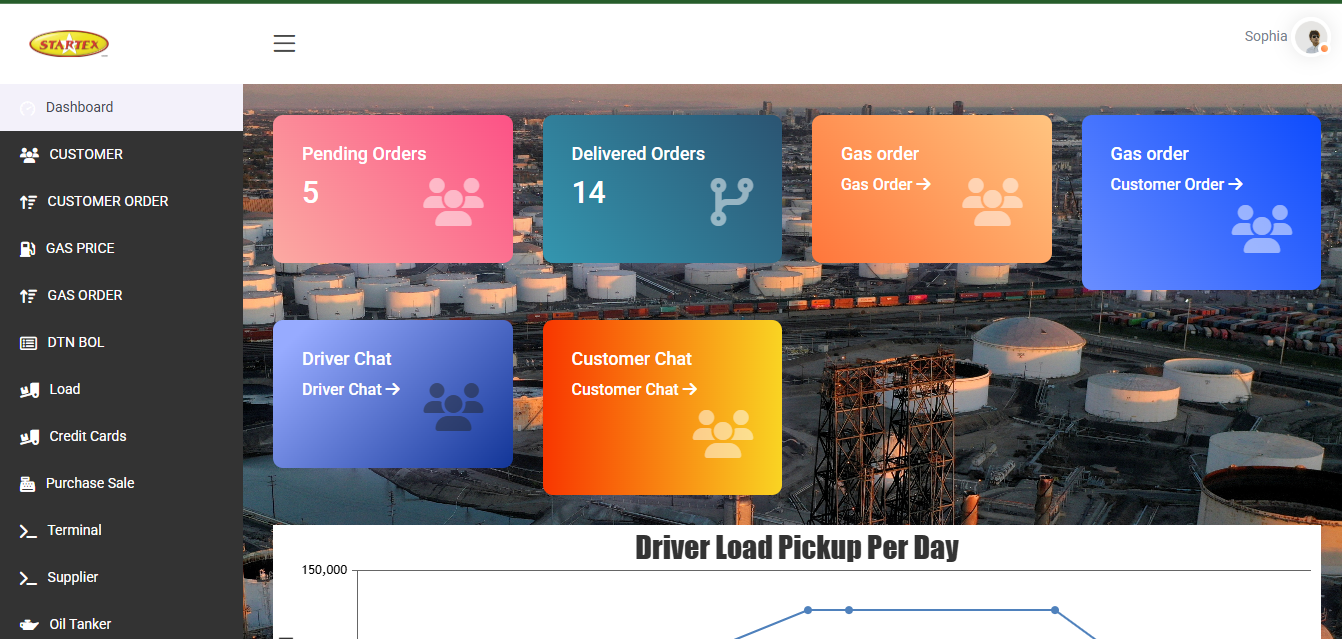 STARTEX
Sophia
Dashboard
CUSTOMER
CUSTOMER ORDER
GAS PRICE
GAS ORDER
DTN BOL
Load
Credit Cards
Purchase Sale
Terminal
Supplier
Oil Tanker
Pending Orders
5
Delivered Orders
14
Gas order
Gas Order
Gas order
Customer Order
Driver Chat
Driver Chat
Customer Chat
Customer Chat
Driver Load Pickup Per Day
150,000